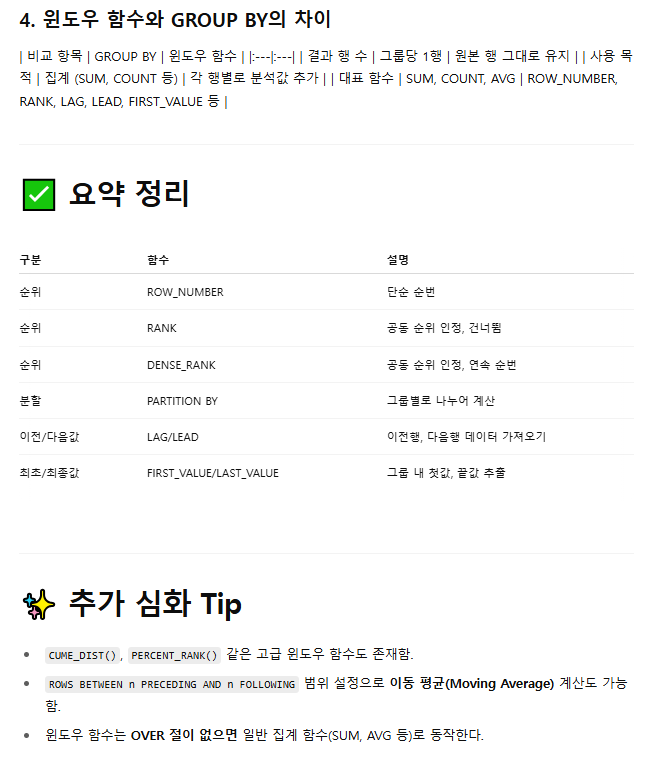 4. 윈도우 함수와 GROUP BY의 차이
| 비교 항목 | GROUP BY | 윈도우 함수 | |:---|:---| | 결과 행 수 | 그룹당 1행 | 원본 행 그대로 유지 | | 사용 목
적 | 집계 (SUM, COUNT 등) | 각 행별로 분석값 추가 | | 대표 함수 | SUM, COUNT, AVG | ROW_NUMBER,
RANK, LAG, LEAD, FIRST_VALUE 등 |
✅ 요약 정리
구분 함수 설명
순위 ROW_NUMBER 단순 순번
순위 RANK 공동 순위 인정, 건너뜀
순위 DENSE_RANK 공동 순위 인정, 연속 순번
분할 PARTITION BY 그룹별로 나누어 계산
이전/다음값 LAG/LEAD 이전행, 다음행 데이터 가져오기
최초/최종값 FIRST_VALUE/LAST_VALUE 그룹 내 첫값, 끝값 추출
✨ 추가 심화 Tip
• CUME_DIST(), PERCENT_RANK() 같은 고급 윈도우 함수도 존재함.
• ROWS BETWEEN n PRECEDING AND n FOLLOWING 범위 설정으로 이동 평균(Moving Average) 계산도 가능
함.
• 윈도우 함수는 OVER 절이 없으면 일반 집계 함수(SUM, AVG 등)로 동작한다.